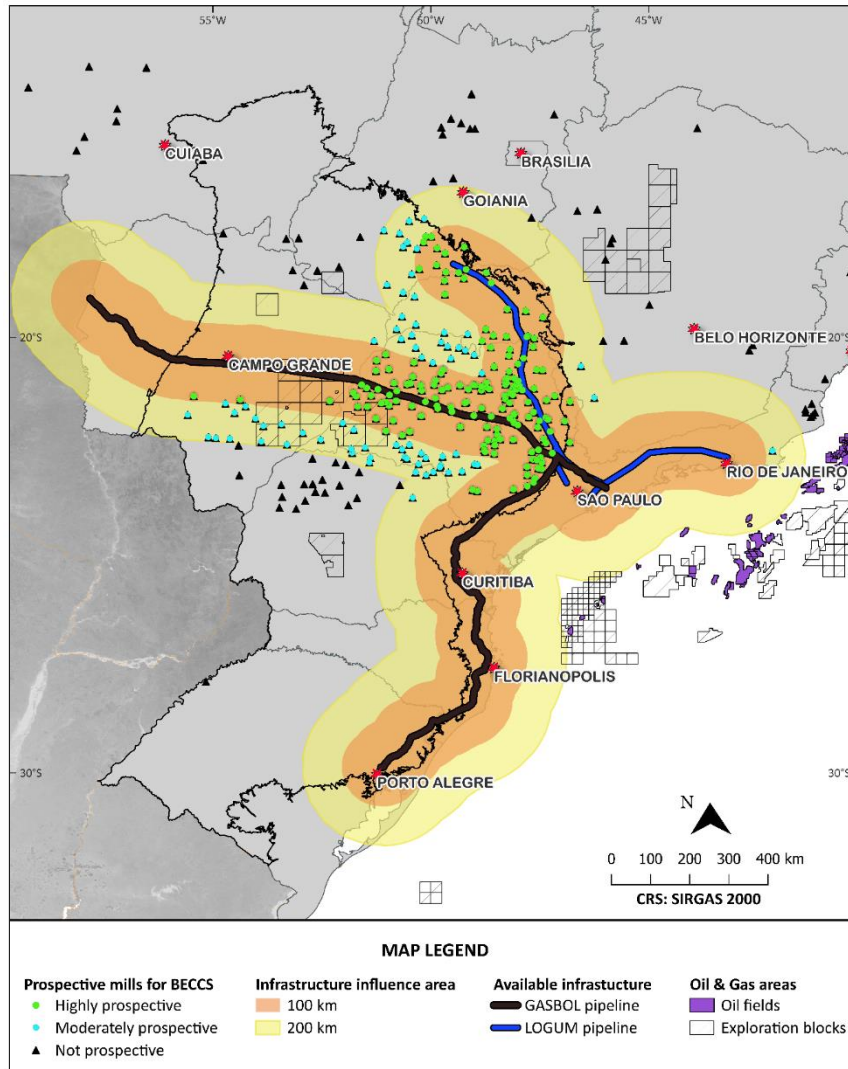 55°W 50°W 45°W
CUIABA
BRASILIA
GOIANIA
20°S
BELO HORIZONTE
CAMPO GRANDE
RIO DE JANEIRO
SAO PAULO
CURITIBA
FLORIANOPOLIS
30°S 30°S
PORTO ALEGRE
N
0 100 200 300 400 km
CRS: SIRGAS 2000
MAP LEGEND
Prospective mills for BECCS Infrastructure influence area Available infrastucture Oil & Gas areas
Highly prospective 100 km GASBOL pipeline Oil fields
Moderately prospective 200 km LOGUM pipeline Exploration blocks
Not prospective